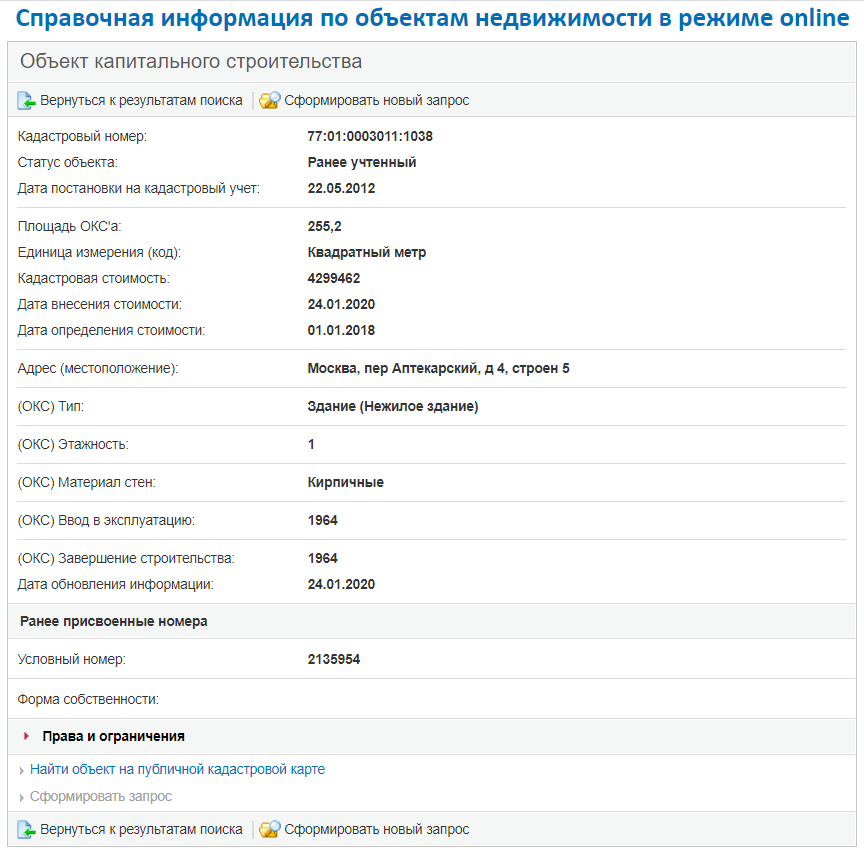 Справочная информация по объектам недвижимости в режиме online
Объект капитального строительства
Вернуться к результатам поиска Сформировать новый запрос
Кадастровый номер: 77:01:0003011:1038
Статус объекта: Ранее учтенный
Дата постановки на кадастровый учет: 22.05.2012
Площадь ОКС'а: 255,2
Единица измерения (код): Квадратный метр
Кадастровая стоимость: 4299462
Дата внесения стоимости: 24.01.2020
Дата определения стоимости: 01.01.2018
Адрес (местоположение): Москва, пер Аптекарский, д 4, строен 5
(ОКС) Тип: Здание (Нежилое здание)
(ОКС) Этажность: 1
(ОКС) Материал стен: Кирпичные
(ОКС) Ввод в эксплуатацию: 1964
(ОКС) Завершение строительства: 1964
Дата обновления информации: 24.01.2020
Ранее присвоенные номера
Условный номер: 2135954
Форма собственности:
Права и ограничения
Найти объект на публичной кадастровой карте
Сформировать запрос
Вернуться к результатам поиска Сформировать новый запрос